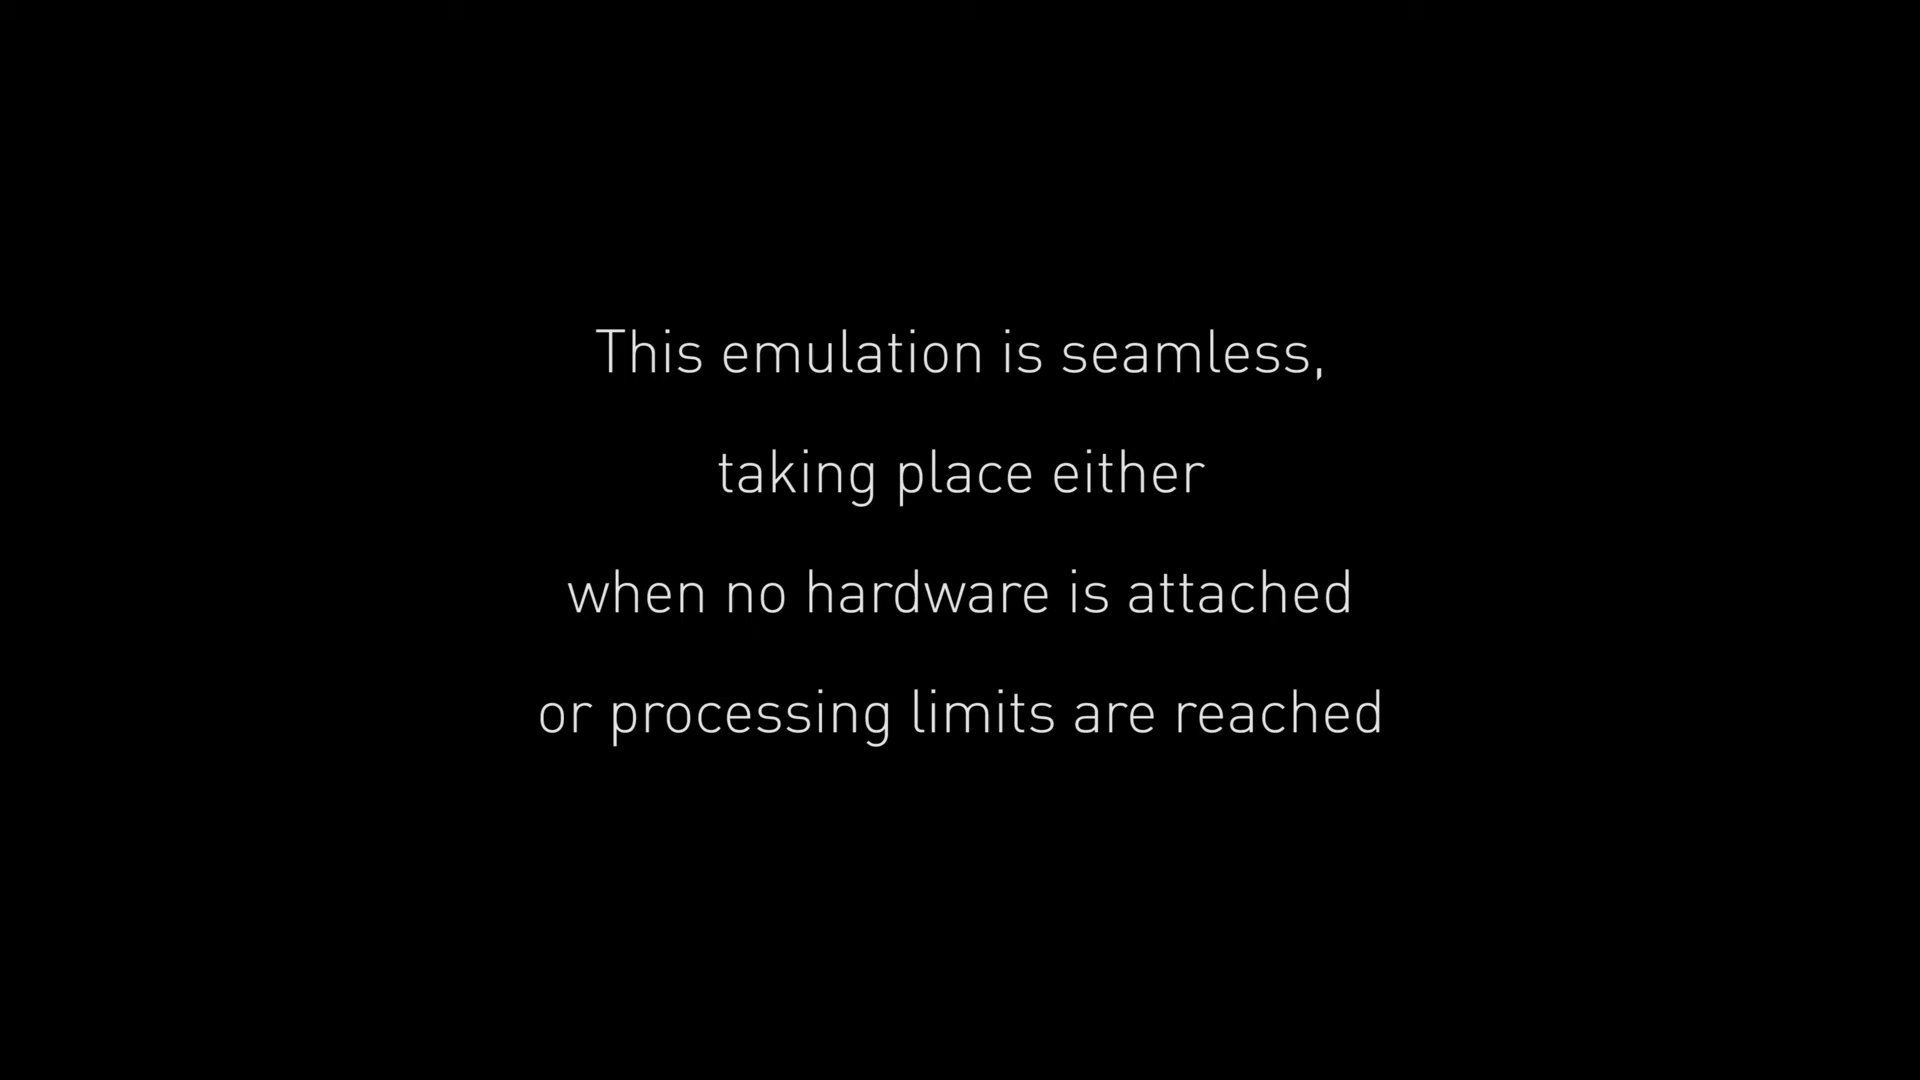 This emulation is seamless,
taking place either
when no hardware is attached
or processing limits are reached